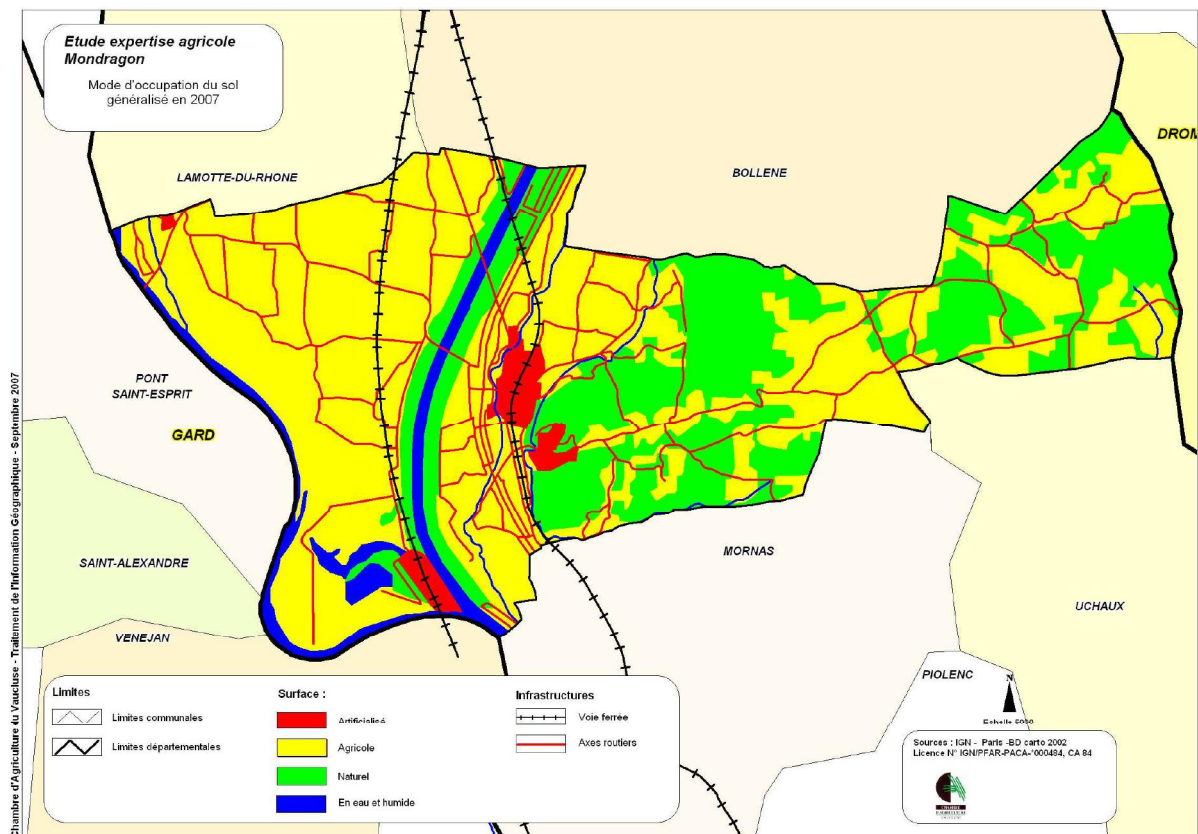 Etude expertise agricole
Mondragon
Mode d'occupation du sol
généralisé en 2007
LAMOTTE-DU-RHONE
BOLLENE
DROM
PONT
SAINT-ESPRIT
GARD
SAINT-ALEXANDRE
VENEJAN
MORNAS
UCHAUX
PIOLENC
Chambre d'Agriculture du Vaucluse - Traitement de l'Information Géographique - Septembre 2007
Limites
Limites communales
Limites départementales
Surface :
Artificialisé
Agricole
Naturel
En eau et humide
Infrastructures
Voie ferrée
Axes routiers
N
Echelle
Sources : IGN - Paris -BD carto 2002
Licence N° IGN/PFAR-PACA-°000484, CA 84